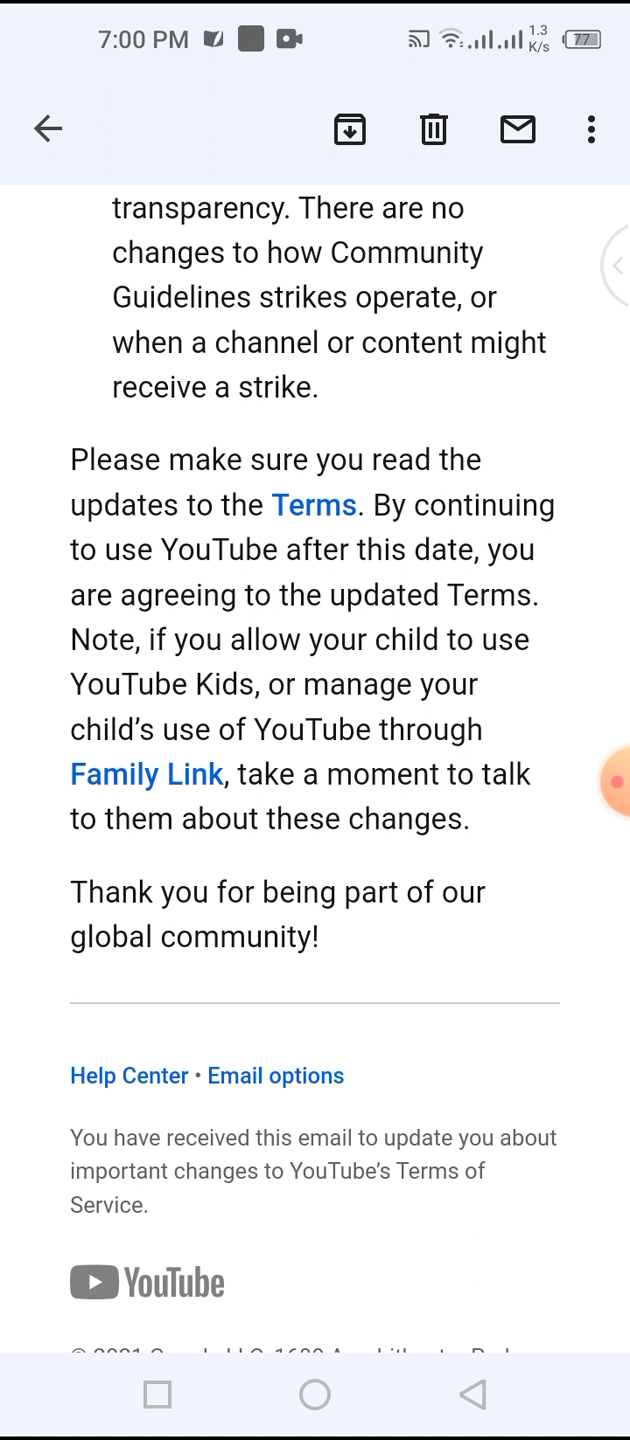 7:00 PM
1.3
K/s
77
transparency. There are no
changes to how Community
Guidelines strikes operate, or
when a channel or content might
receive a strike.
Please make sure you read the
updates to the Terms. By continuing
to use YouTube after this date, you
are agreeing to the updated Terms.
Note, if you allow your child to use
YouTube Kids, or manage your
child’s use of YouTube through
Family Link, take a moment to talk
to them about these changes.
Thank you for being part of our
global community!
Help Center • Email options
You have received this email to update you about
important changes to YouTube’s Terms of
Service.
YouTube